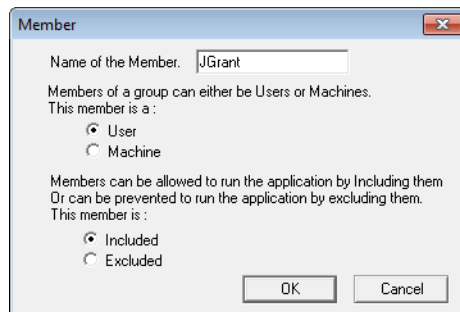 Member
Name of the Member. JGrant
Members of a group can either be Users or Machines.
This member is a :
User
Machine
Members can be allowed to run the application by Including them
Or can be prevented to run the application by excluding them.
This member is :
Included
Excluded
OK Cancel